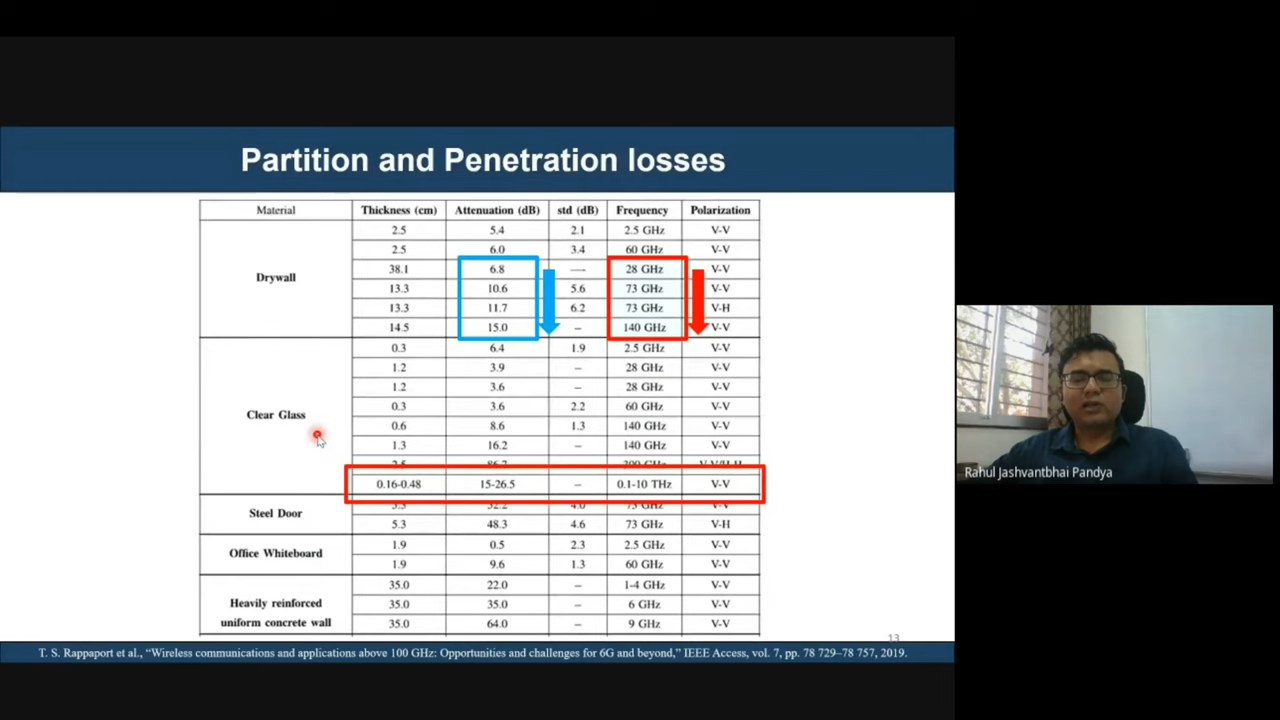 Partition and Penetration losses
Material Thickness (cm) Attenuation (dB) std (dB) Frequency Polarization
Drywall
2.5 5.4 2.1 2.5 GHz V-V
2.5 6.0 3.4 60 GHz V-V
38.1 6.8 — 28 GHz V-V
13.3 10.6 5.6 73 GHz V-V
13.3 11.7 6.2 73 GHz V-H
14.5 15.0 – 140 GHz V-V
Clear Glass
0.3 6.4 1.9 2.5 GHz V-V
1.2 3.9 – 28 GHz V-V
1.2 3.6 – 28 GHz V-V
0.3 3.6 2.2 60 GHz V-V
0.6 8.6 1.3 140 GHz V-V
1.3 16.2 – 140 GHz V-V
0.16-0.48 15-26.5 – 0.1-10 THz V-V
Steel Door
73 GHz V-V
5.3 48.3 4.6 73 GHz V-H
Office Whiteboard
1.9 0.5 2.3 2.5 GHz V-V
1.9 9.6 1.3 60 GHz V-V
Heavily reinforced
uniform concrete wall
35.0 22.0 – 1-4 GHz V-V
35.0 35.0 – 6 GHz V-V
35.0 64.0 – 9 GHz V-V
13
T. S. Rappaport et al., “Wireless communications and applications above 100 GHz: Opportunities and challenges for 6G and beyond,” IEEE Access, vol. 7, pp. 78 729–78 757, 2019.
Rahul Jashvantbhai Pandya